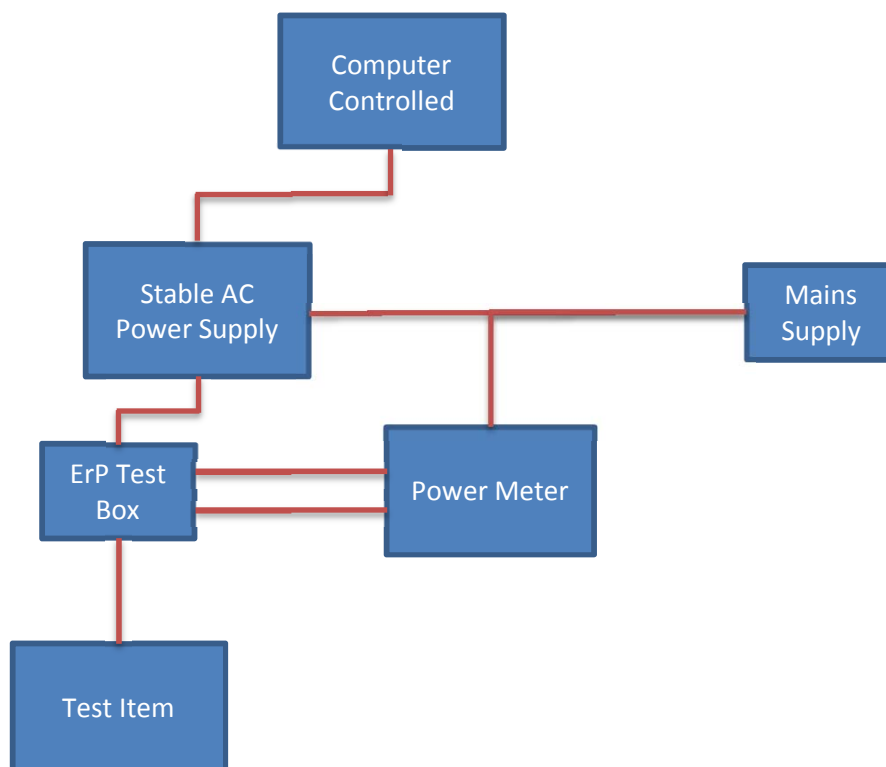 Computer
Controlled
Stable AC
Power Supply
Mains
Supply
ErP Test
Box
Power Meter
Test Item